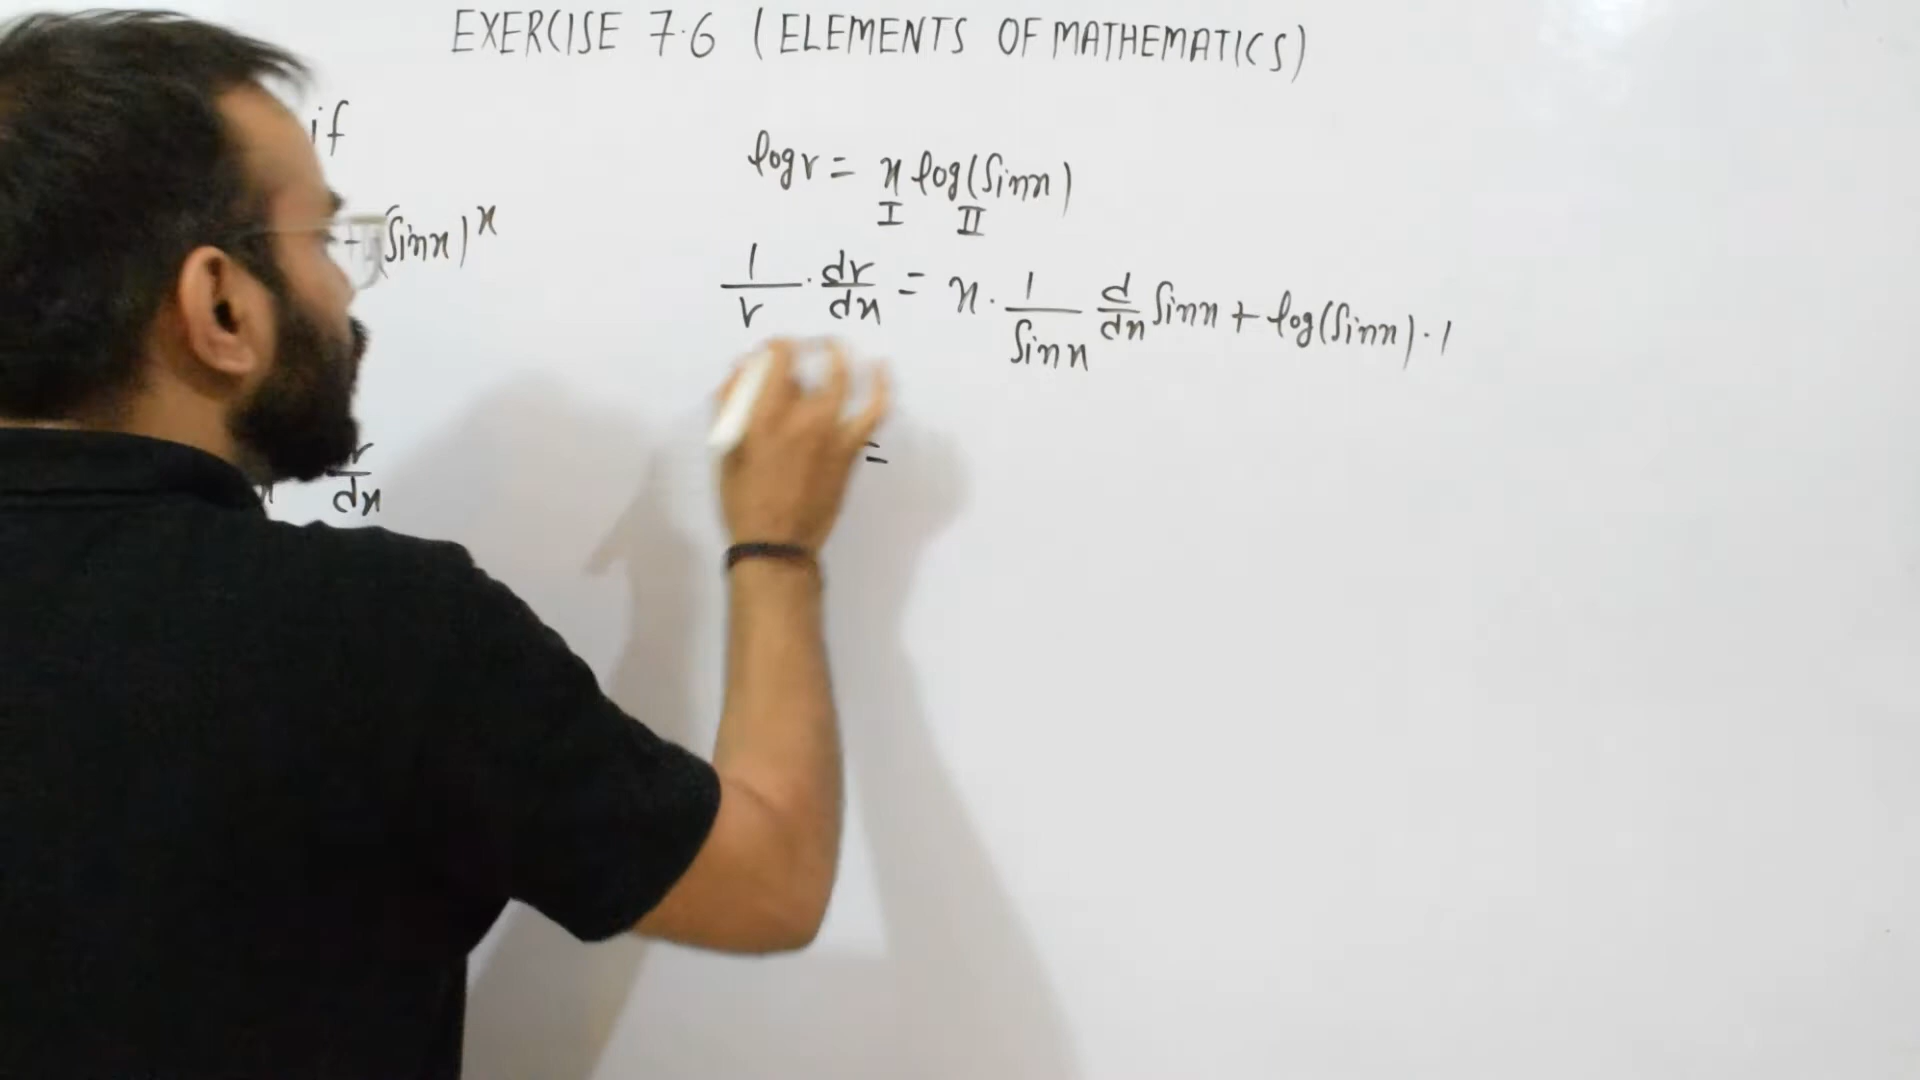 EXERCISE 7.6 (ELEMENTS OF MATHEMATICS)
if
(sinx)^x
dx
log v = x log(sinx)
I II
1/v · dv/dx = x · 1/sinx d/dx sinx + log(sinx) · 1
=